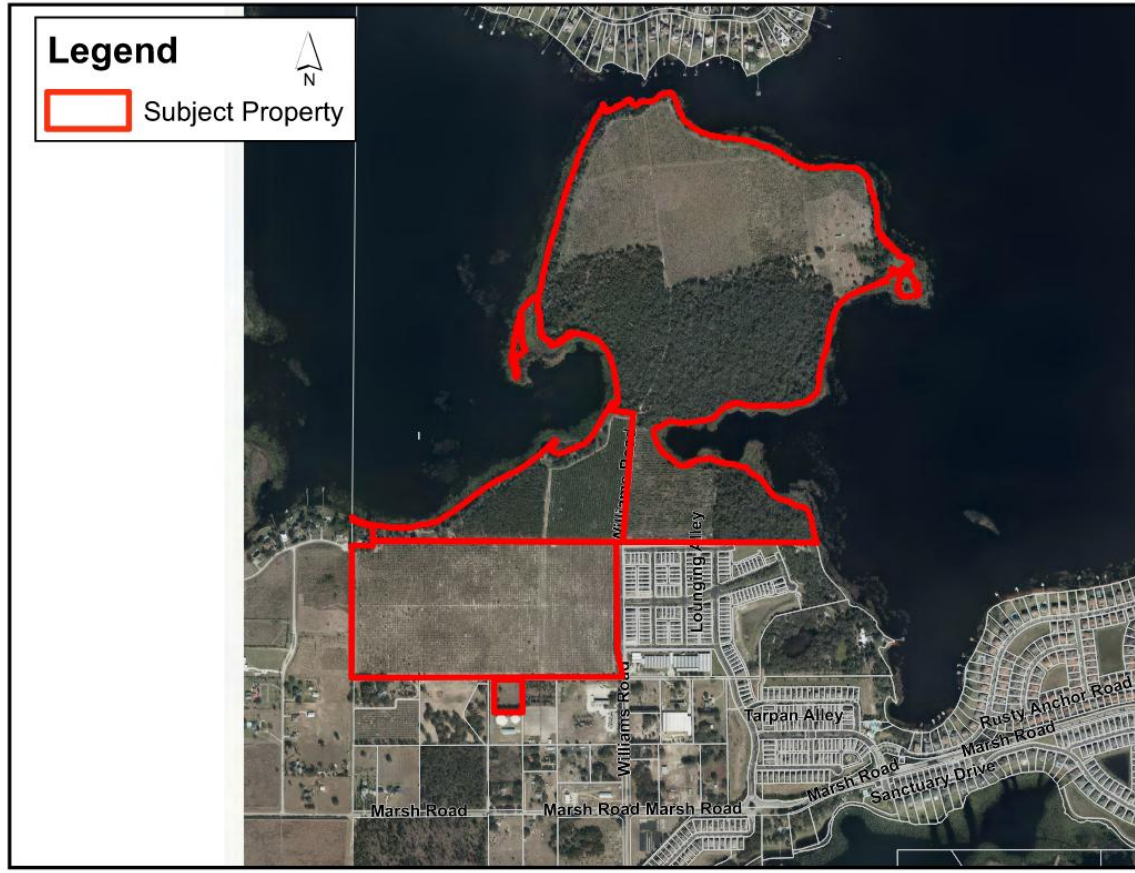 Legend
N
Subject Property
Williams Road
Lounging Alley
Williams Road
Tarpan Alley
Rusty Anchor Road
Marsh Road
Marsh Road
Sanctuary Drive
Marsh Road
Marsh Road Marsh Road